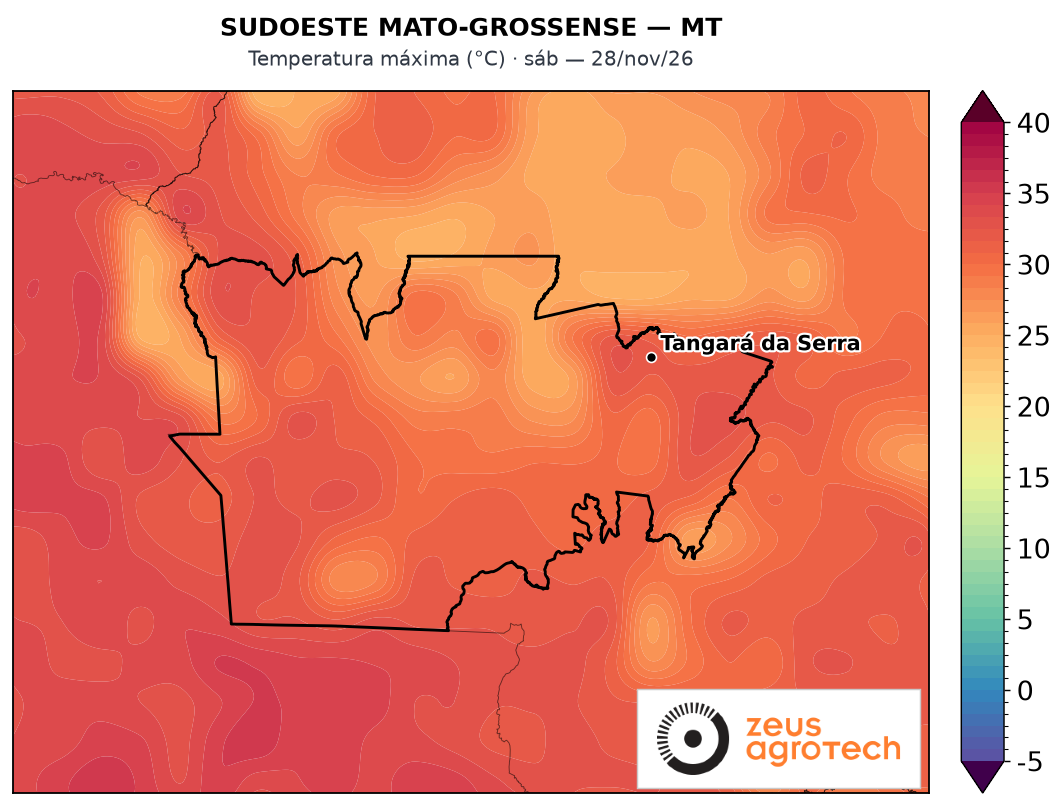 SUDOESTE MATO-GROSSENSE — MT
Temperatura máxima (°C) · sáb — 28/nov/26
40
35
30
25
20
15
10
5
0
-5
Tangará da Serra
zeus
agrotech